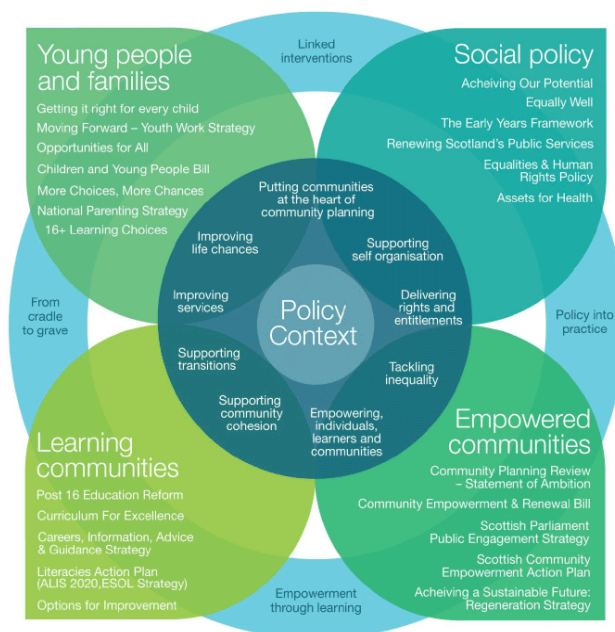 Young people
and families
Getting it right for every child
Moving Forward – Youth Work Strategy
Opportunities for All
Children and Young People Bill
More Choices, More Chances
National Parenting Strategy
16+ Learning Choices
Linked
interventions
Social policy
Acheiving Our Potential
Equally Well
The Early Years Framework
Renewing Scotland's Public Services
Equalities & Human
Rights Policy
Assets for Health
Putting communities
at the heart of
community planning
Improving
life chances
Supporting
self organisation
From
cradle
to grave
Improving
services
Policy
Context
Delivering
rights and
entitlements
Policy into
practice
Supporting
transitions
Tackling
inequality
Supporting
community
cohesion
Empowering,
individuals,
learners and
communities
Learning
communities
Post 16 Education Reform
Curriculum For Excellence
Careers, Information, Advice
& Guidance Strategy
Literacies Action Plan
(ALIS 2020,ESOL Strategy)
Options for Improvement
Empowerment
through learning
Empowered
communities
Community Planning Review
– Statement of Ambition
Community Empowerment & Renewal Bill
Scottish Parliament
Public Engagement Strategy
Scottish Community
Empowerment Action Plan
Acheiving a Sustainable Future:
Regeneration Strategy